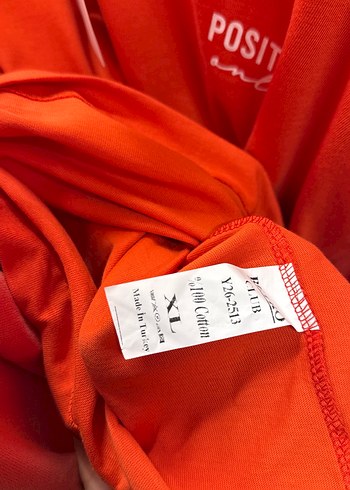 POSIT
CLUB
Y26-2513
%100 Cotton
XL
Made in Turkey